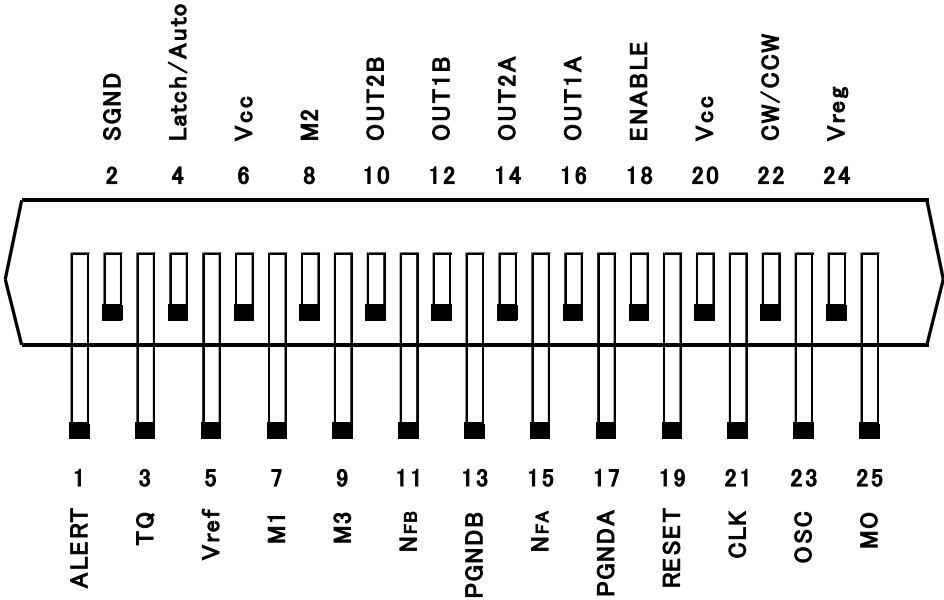 SGND Latch/Auto Vcc M2 OUT2B OUT1B OUT2A OUT1A ENABLE Vcc CW/CCW Vreg
2 4 6 8 10 12 14 16 18 20 22 24
1 3 5 7 9 11 13 15 17 19 21 23 25
ALERT TQ Vref M1 M3 NFB PGNDB NFA PGNDA RESET CLK OSC MO